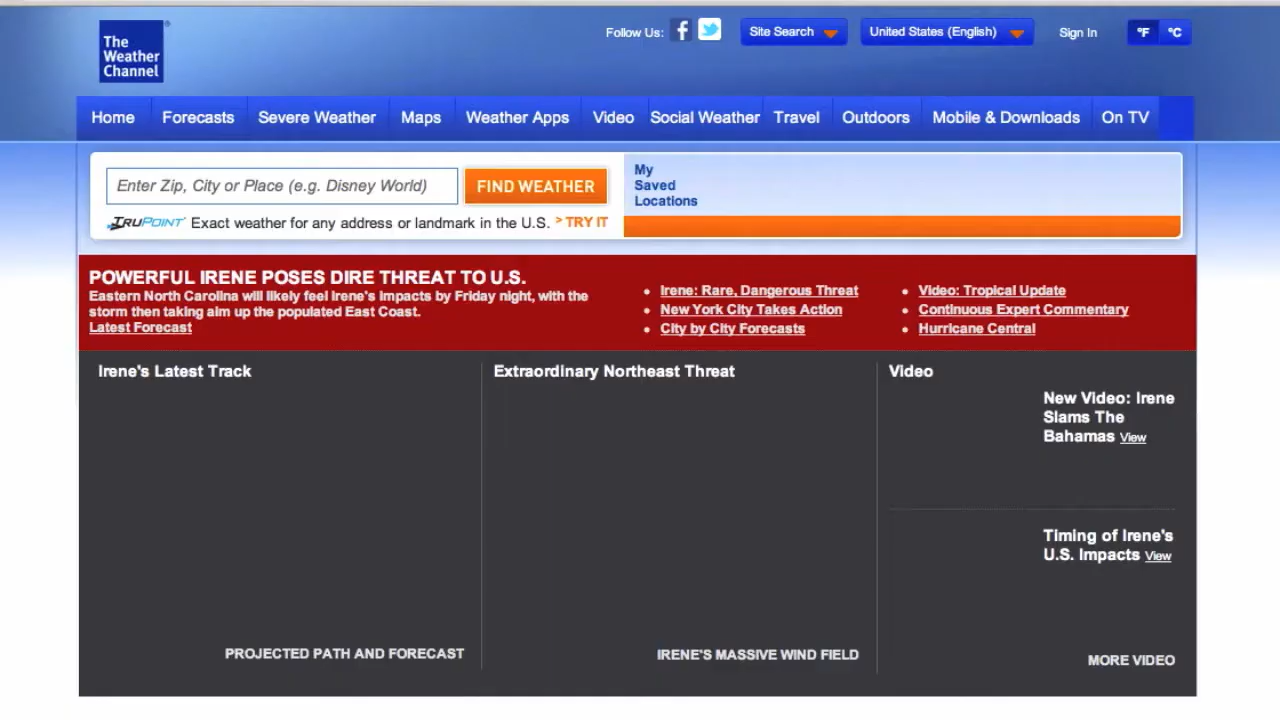 The
Weather
Channel
Follow Us: Site Search United States (English) Sign In °F °C
Home Forecasts Severe Weather Maps Weather Apps Video Social Weather Travel Outdoors Mobile & Downloads On TV
Enter Zip, City or Place (e.g. Disney World) FIND WEATHER
TRUPOINT Exact weather for any address or landmark in the U.S. > TRY IT
My
Saved
Locations
POWERFUL IRENE POSES DIRE THREAT TO U.S.
Eastern North Carolina will likely feel Irene's impacts by Friday night, with the
storm then taking aim up the populated East Coast.
Latest Forecast
• Irene: Rare, Dangerous Threat
• New York City Takes Action
• City by City Forecasts
• Video: Tropical Update
• Continuous Expert Commentary
• Hurricane Central
Irene's Latest Track
PROJECTED PATH AND FORECAST
Extraordinary Northeast Threat
IRENE'S MASSIVE WIND FIELD
Video
New Video: Irene
Slams The
Bahamas View
Timing of Irene's
U.S. Impacts View
MORE VIDEO